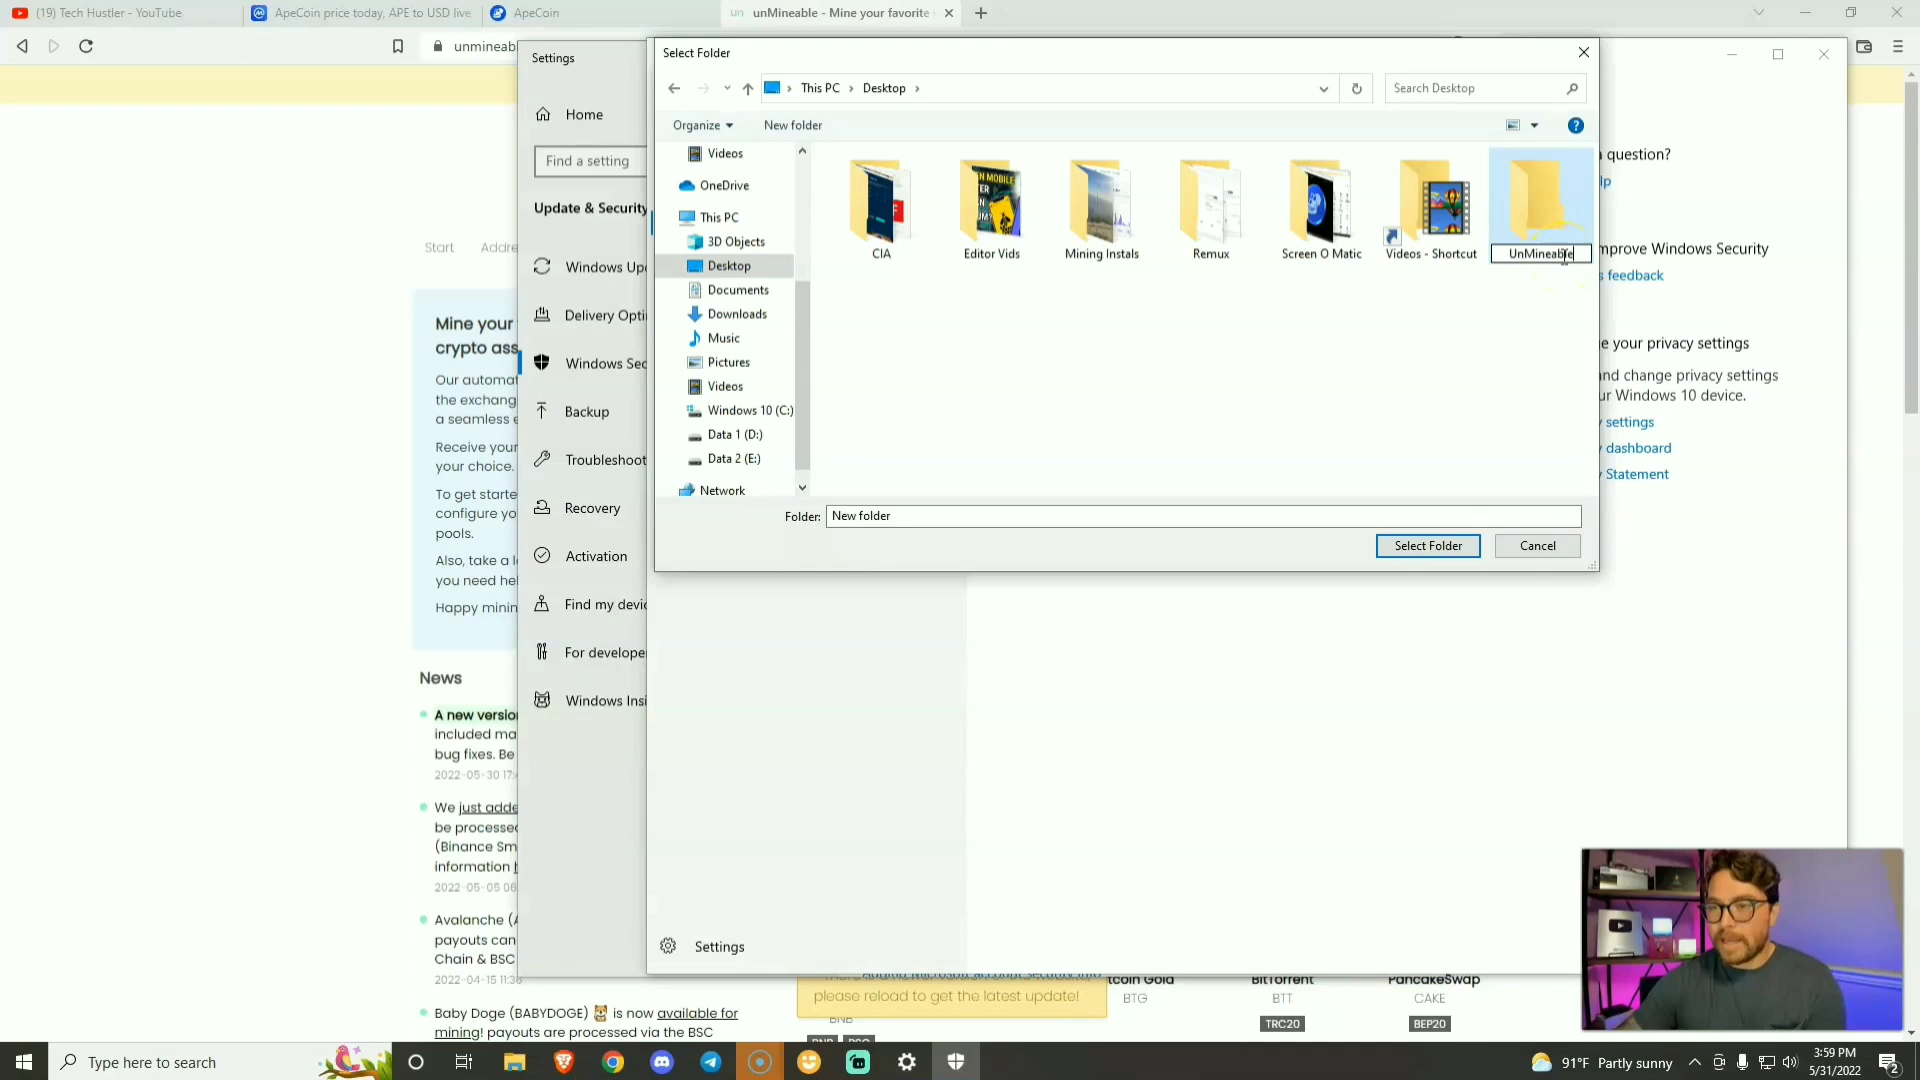 (19) Tech Hustler - YouTube
ApeCoin price today, APE to USD live
ApeCoin
unMineable - Mine your favorite
unmineabl
Settings
Home
Find a setting
Update & Security
Windows Up
Delivery Opti
Windows Sec
Backup
Troubleshoot
Recovery
Activation
Find my devic
For develope
Windows Insi
Start
Addre
Mine your
crypto ass
Our automat
the exchang
a seamless e
Receive your
your choice.
To get starte
configure yo
pools.
Also, take a l
you need hel
Happy minin
News
A new versio
included ma
bug fixes. Be
2022-05-30 17:
We just adde
be processed
(Binance Sm
information h
2022-05-05 06
Avalanche (A
payouts can
Chain & BSC
2022-04-15 11:36
Baby Doge (BABYDOGE) 🐹 is now available for
mining! payouts are processed via the BSC
Select Folder
This PC > Desktop >
Search Desktop
Organize
New folder
Videos
OneDrive
This PC
3D Objects
Desktop
Documents
Downloads
Music
Pictures
Videos
Windows 10 (C:)
Data 1 (D:)
Data 2 (E:)
Network
CIA
Editor Vids
Mining Instals
Remux
Screen O Matic
Videos - Shortcut
UnMineable
Folder:
New folder
Select Folder
Cancel
a question?
lp
mprove Windows Security
s feedback
e your privacy settings
and change privacy settings
ur Windows 10 device.
y settings
y dashboard
y Statement
Settings
please reload to get the latest update!
BNB
tcoin Gold
BTG
BitTorrent
BTT
TRC20
PancakeSwap
CAKE
BEP20
Type here to search
91°F Partly sunny
3:59 PM
5/31/2022
2